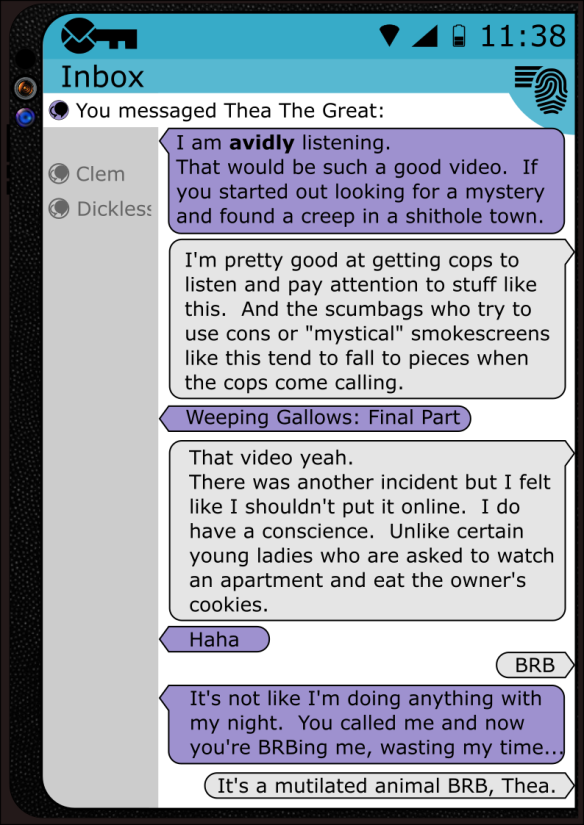 11:38
Inbox
You messaged Thea The Great:
Clem
I am avidly listening.
That would be such a good video. If
you started out looking for a mystery
and found a creep in a shithole town.
I'm pretty good at getting cops to
listen and pay attention to stuff like
this. And the scumbags who try to
use cons or "mystical" smokescreens
like this tend to fall to pieces when
the cops come calling.
Weeping Gallows: Final Part
That video yeah.
There was another incident but I felt
like I shouldn't put it online. I do
have a conscience. Unlike certain
young ladies who are asked to watch
an apartment and eat the owner's
cookies.
Haha
BRB
It's not like I'm doing anything with
my night. You called me and now
you're BRBing me, wasting my time...
It's a mutilated animal BRB, Thea.